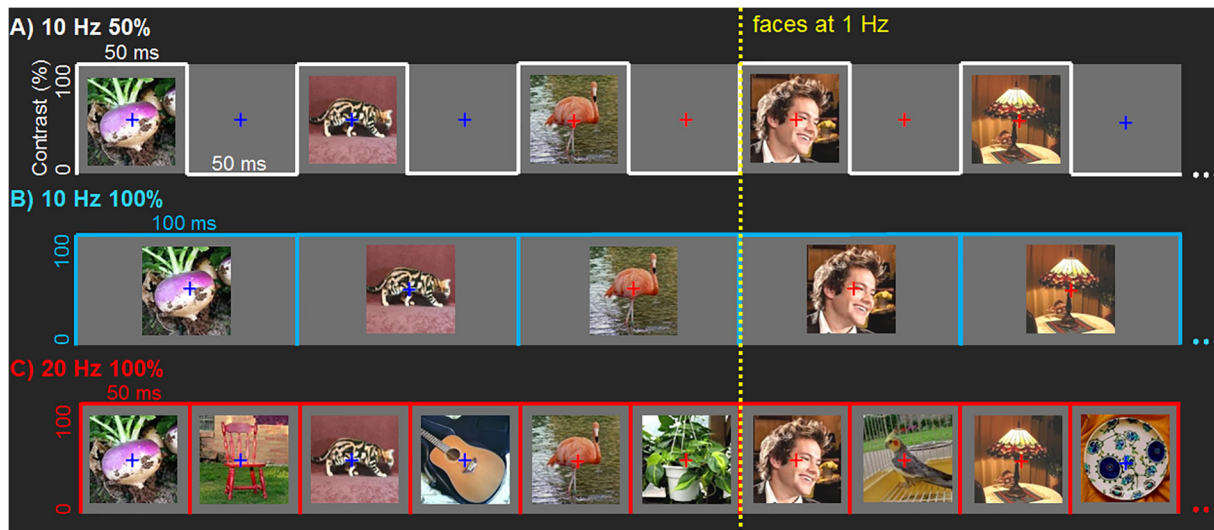 A) 10 Hz 50%
faces at 1 Hz
50 ms
Contrast (%)
100
0
50 ms
...
B) 10 Hz 100%
100 ms
100
0
...
C) 20 Hz 100%
50 ms
100
0
...